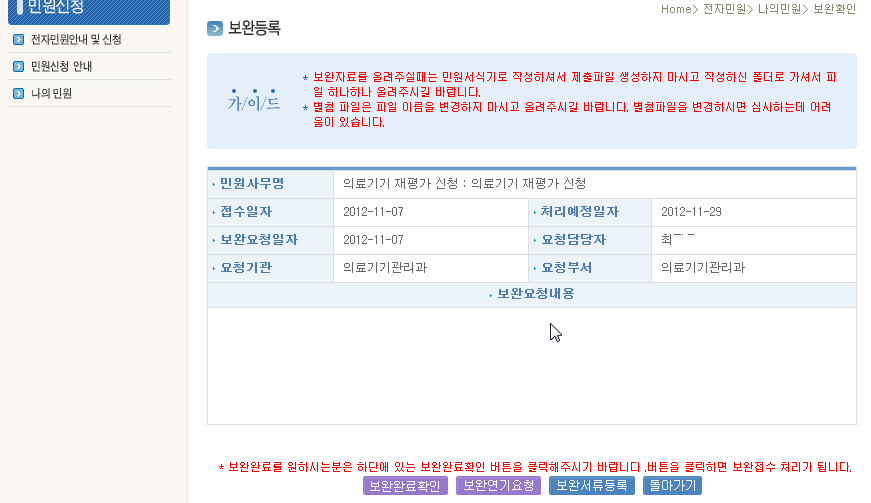 민원신청
Home> 전자민원> 나의민원> 보완확인
전자민원안내 및 신청
민원신청 안내
나의 민원
보완등록
가/이/드
* 보완자료를 올려주실때는 민원서식기로 작성하셔서 제출파일 생성하지 마시고 작성하신 폴더로 가셔서 파
일 하나하나 올려주시길 바랍니다.
* 별첨 파일은 파일 이름을 변경하지 마시고 올려주시길 바랍니다. 별첨파일을 변경하시면 심사하는데 어려
움이 있습니다.
민원사무명 의료기기 재평가 신청 : 의료기기 재평가 신청
접수일자 2012-11-07 처리예정일자 2012-11-29
보완요청일자 2012-11-07 요청담당자 최
요청기관 의료기기관리과 요청부서 의료기기관리과
보완요청내용
* 보완완료를 원하시는분은 하단에 있는 보완완료확인 버튼을 클릭해주시기 바랍니다 .버튼을 클릭하면 보완접수 처리가 됩니다.
보완완료확인 보완연기요청 보완서류등록 돌아가기